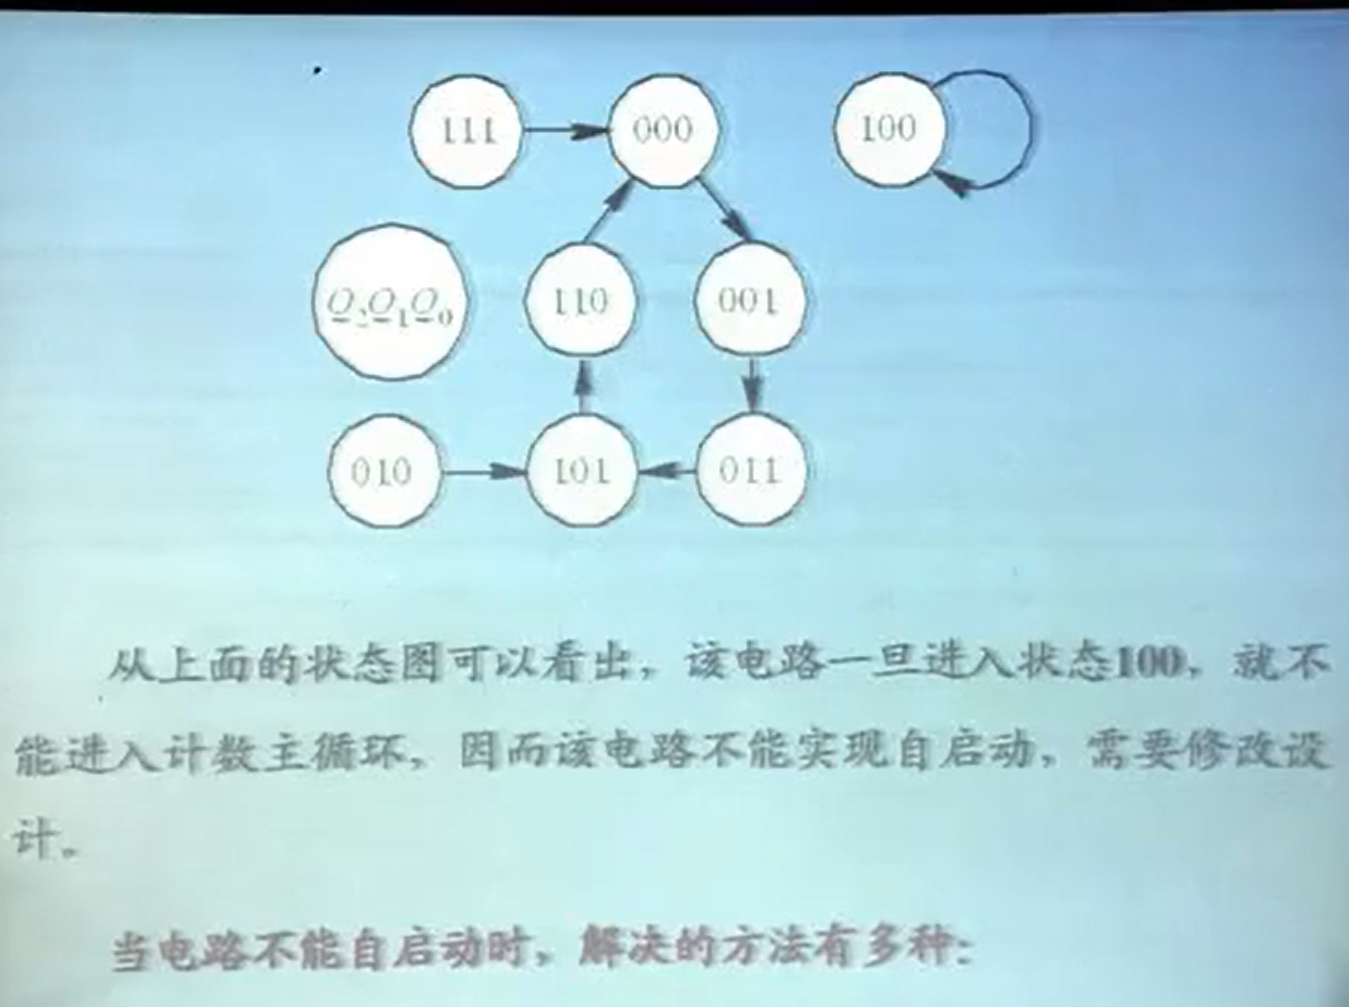 111 000 100
Q2Q1Q0 110 001
010 101 011
从上面的状态图可以看出，该电路一旦进入状态100，就不
能进入计数主循环，因而该电路不能实现自启动，需要修改设
计。
当电路不能自启动时，解决的方法有多种：